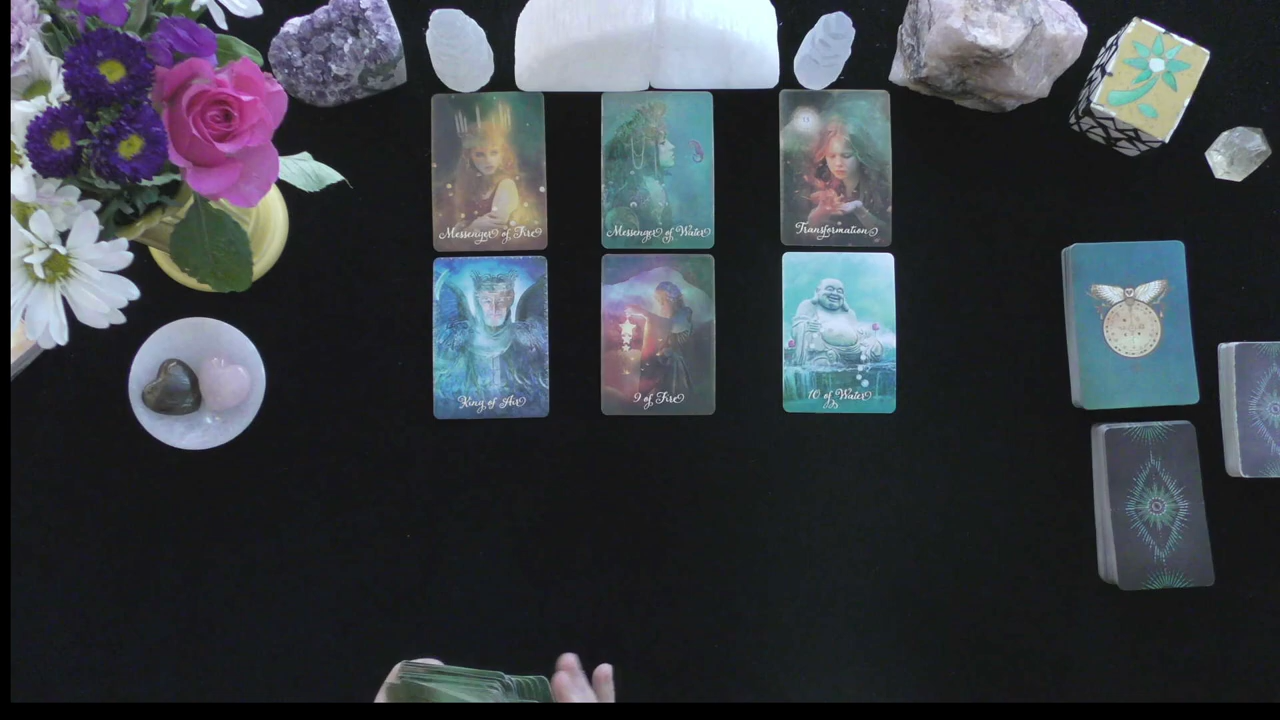 Messenger of Fire
Messenger of Water
Transformation
King of Air
9 of Fire
10 of Water